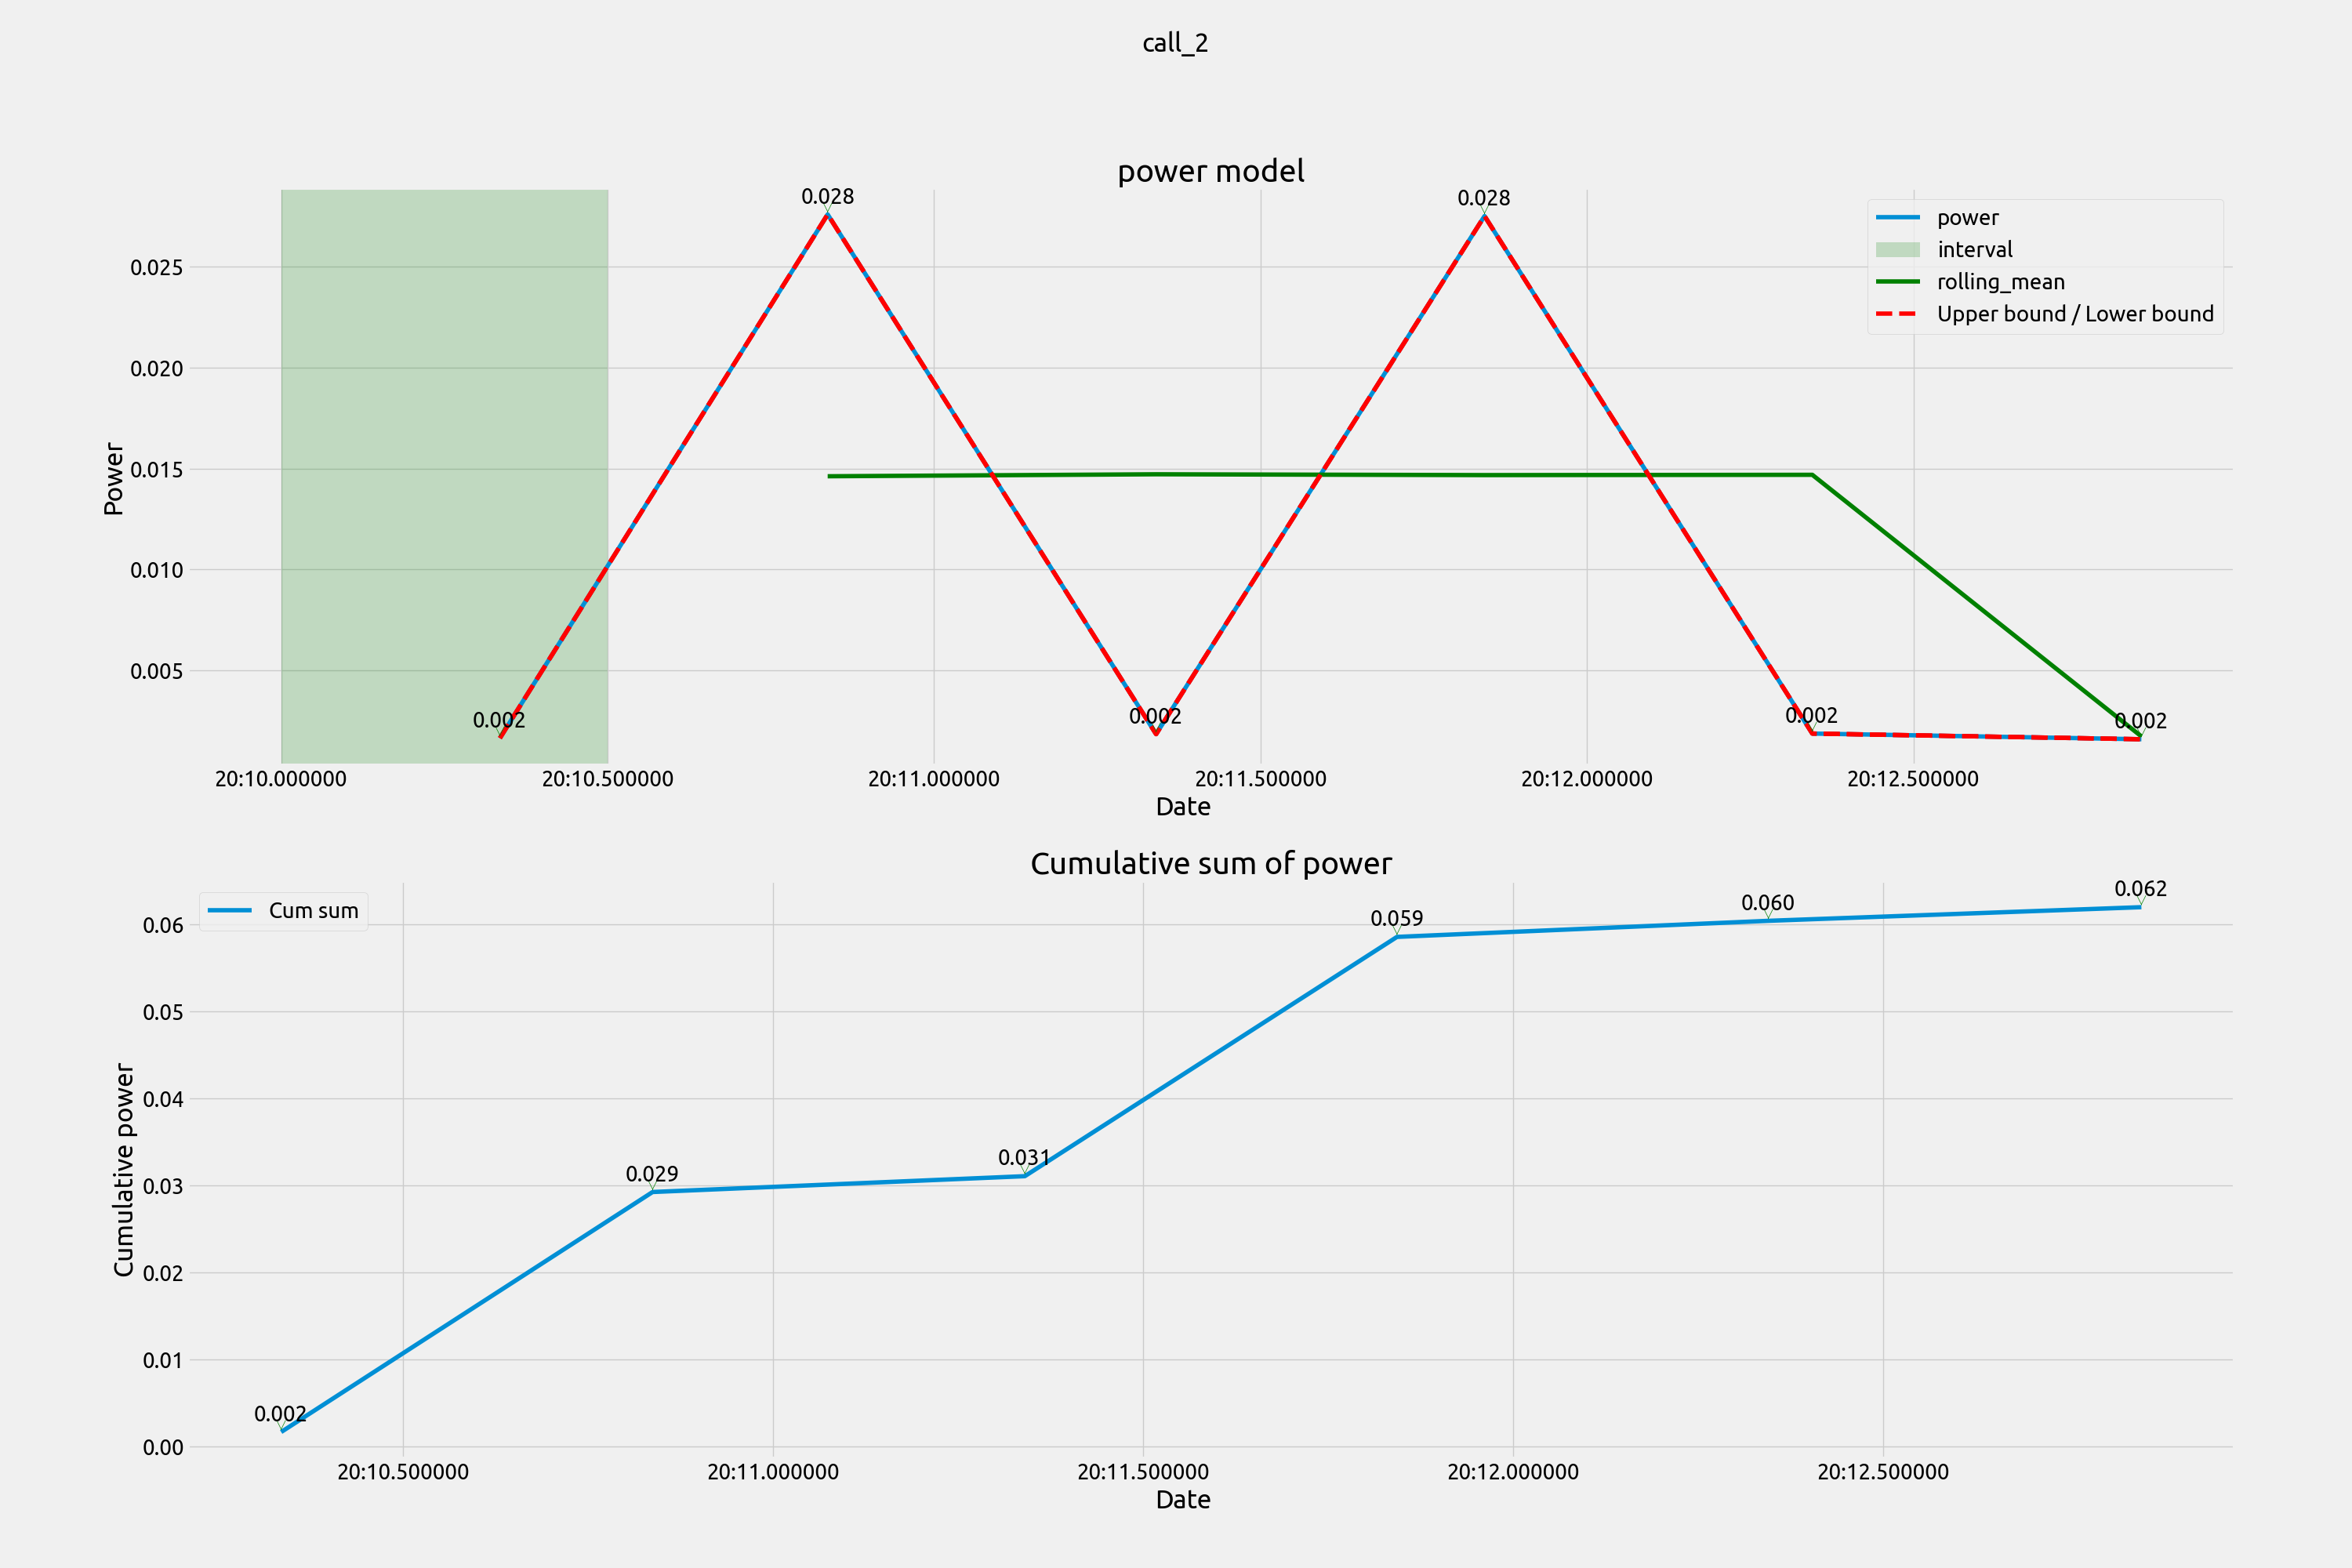 call_2
power model
0.028
0.028
power
interval
rolling_mean
Upper bound / Lower bound
0.025
0.020
0.015
0.010
0.005
Power
0.002
0.002
0.002
0.002
20:10.000000
20:10.500000
20:11.000000
20:11.500000
20:12.000000
20:12.500000
Date
Cumulative sum of power
Cum sum
0.06
0.05
0.04
0.03
0.02
0.01
0.00
Cumulative power
0.002
0.029
0.031
0.059
0.060
0.062
20:10.500000
20:11.000000
20:11.500000
20:12.000000
20:12.500000
Date